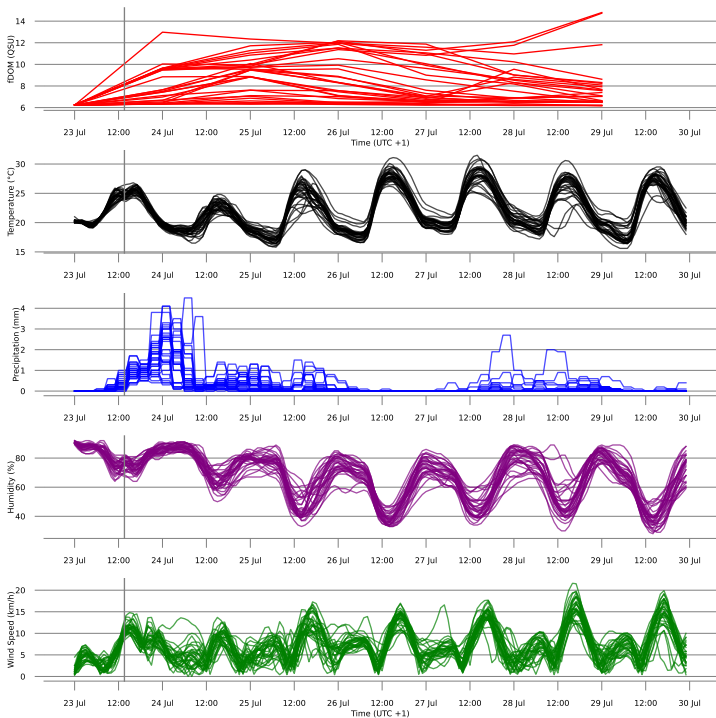 14
12
10
8
6
fDOM (QSU)
23 Jul 12:00 24 Jul 12:00 25 Jul 12:00 26 Jul 12:00 27 Jul 12:00 28 Jul 12:00 29 Jul 12:00 30 Jul
Time (UTC +1)
30
25
20
15
Temperature (°C)
23 Jul 12:00 24 Jul 12:00 25 Jul 12:00 26 Jul 12:00 27 Jul 12:00 28 Jul 12:00 29 Jul 12:00 30 Jul
4
3
2
1
0
Precipitation (mm)
23 Jul 12:00 24 Jul 12:00 25 Jul 12:00 26 Jul 12:00 27 Jul 12:00 28 Jul 12:00 29 Jul 12:00 30 Jul
80
60
40
Humidity (%)
23 Jul 12:00 24 Jul 12:00 25 Jul 12:00 26 Jul 12:00 27 Jul 12:00 28 Jul 12:00 29 Jul 12:00 30 Jul
20
15
10
5
0
Wind Speed (km/h)
23 Jul 12:00 24 Jul 12:00 25 Jul 12:00 26 Jul 12:00 27 Jul 12:00 28 Jul 12:00 29 Jul 12:00 30 Jul
Time (UTC +1)